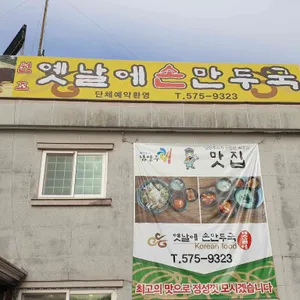 옛날에손만두국
단체예약환영 T.575-9323
맛집
옛날에 손만두국
Korean food
T.575-9323
최고의 맛으로 정성껏 모시겠습니다